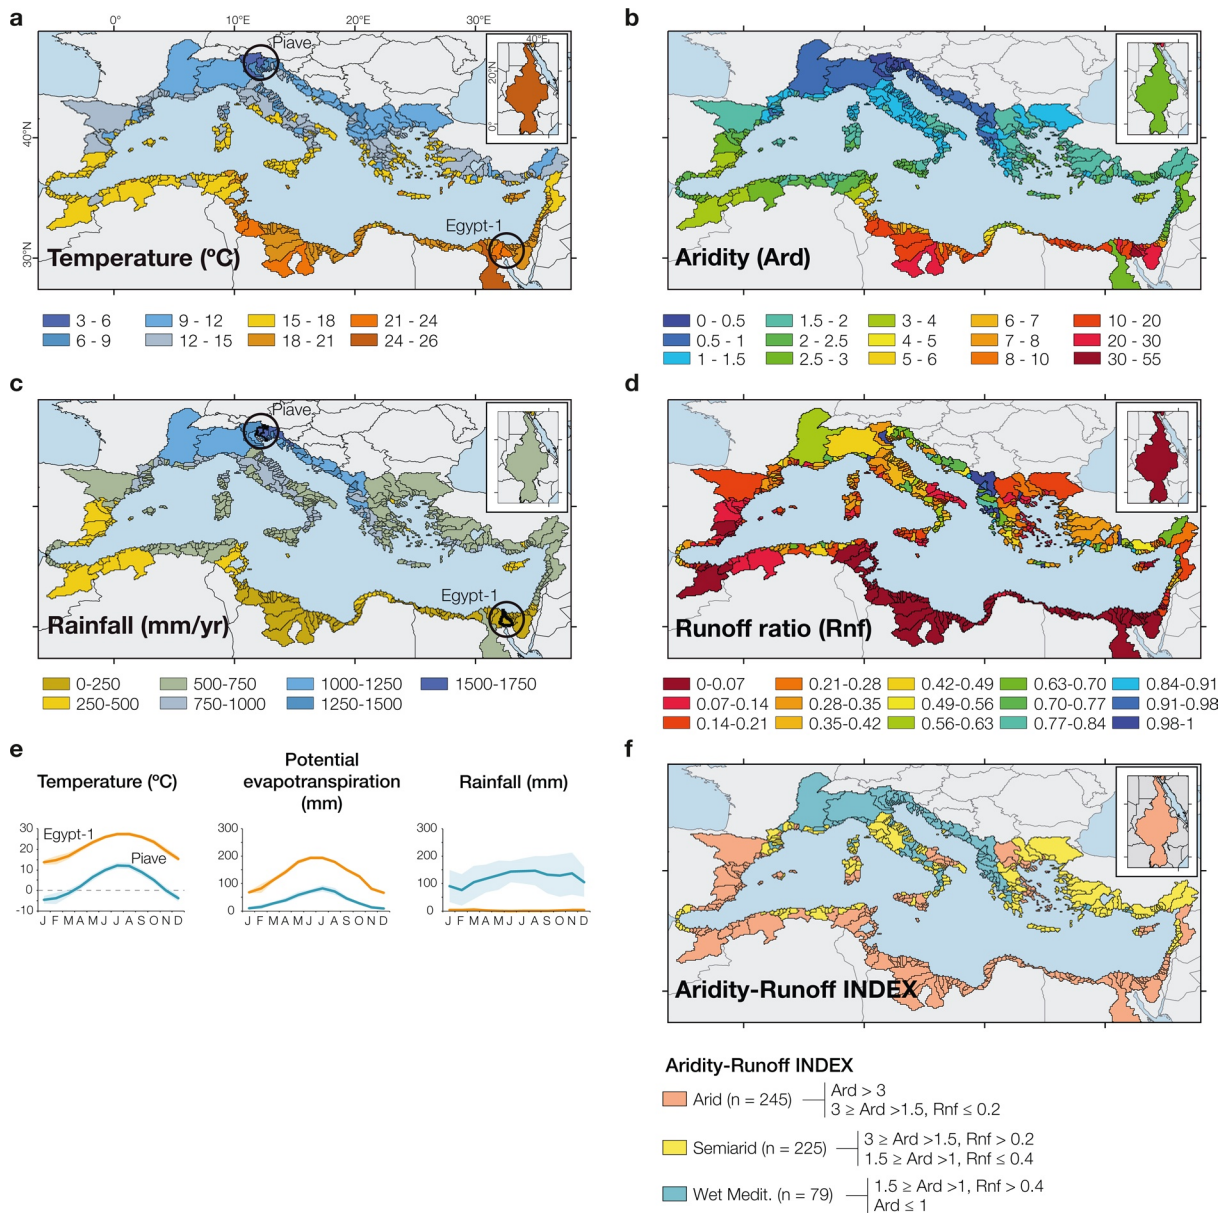 a
0°
10°E
20°E
30°E
Piave
40°E
20°N
0°
40°N
30°N
Egypt-1
Temperature (ºC)
3 - 6
9 - 12
15 - 18
21 - 24
6 - 9
12 - 15
18 - 21
24 - 26
b
Aridity (Ard)
0 - 0.5
1.5 - 2
3 - 4
6 - 7
10 - 20
0.5 - 1
2 - 2.5
4 - 5
7 - 8
20 - 30
1 - 1.5
2.5 - 3
5 - 6
8 - 10
30 - 55
c
Piave
Egypt-1
Rainfall (mm/yr)
0-250
500-750
1000-1250
1500-1750
250-500
750-1000
1250-1500
d
Runoff ratio (Rnf)
0-0.07
0.21-0.28
0.42-0.49
0.63-0.70
0.84-0.91
0.07-0.14
0.28-0.35
0.49-0.56
0.70-0.77
0.91-0.98
0.14-0.21
0.35-0.42
0.56-0.63
0.77-0.84
0.98-1
e
Temperature (ºC)
30
20
10
0
-10
Egypt-1
Piave
J F M A M J J A S O N D
Potential
evapotranspiration
(mm)
300
200
100
0
J F M A M J J A S O N D
Rainfall (mm)
300
200
100
0
J F M A M J J A S O N D
f
Aridity-Runoff INDEX
Aridity-Runoff INDEX
Arid (n = 245)
Ard > 3
3 ≥ Ard >1.5, Rnf ≤ 0.2
Semiarid (n = 225)
3 ≥ Ard >1.5, Rnf > 0.2
1.5 ≥ Ard >1, Rnf ≤ 0.4
Wet Medit. (n = 79)
1.5 ≥ Ard >1, Rnf > 0.4
Ard ≤ 1